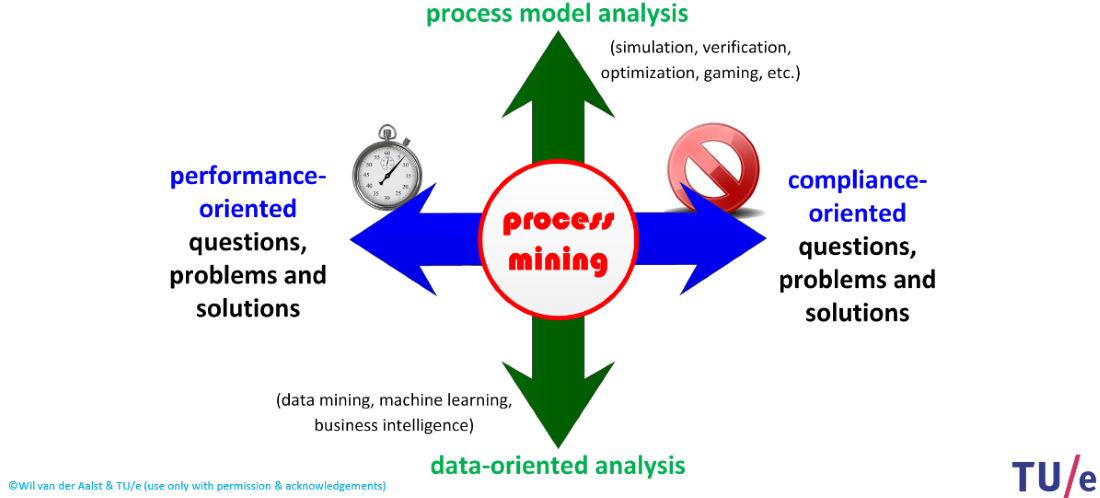 process model analysis
(simulation, verification,
optimization, gaming, etc.)
performance-
oriented
questions,
problems and
solutions
process
mining
compliance-
oriented
questions,
problems and
solutions
(data mining, machine learning,
business intelligence)
data-oriented analysis
©Wil van der Aalst & TU/e (use only with permission & acknowledgements)
TU/e